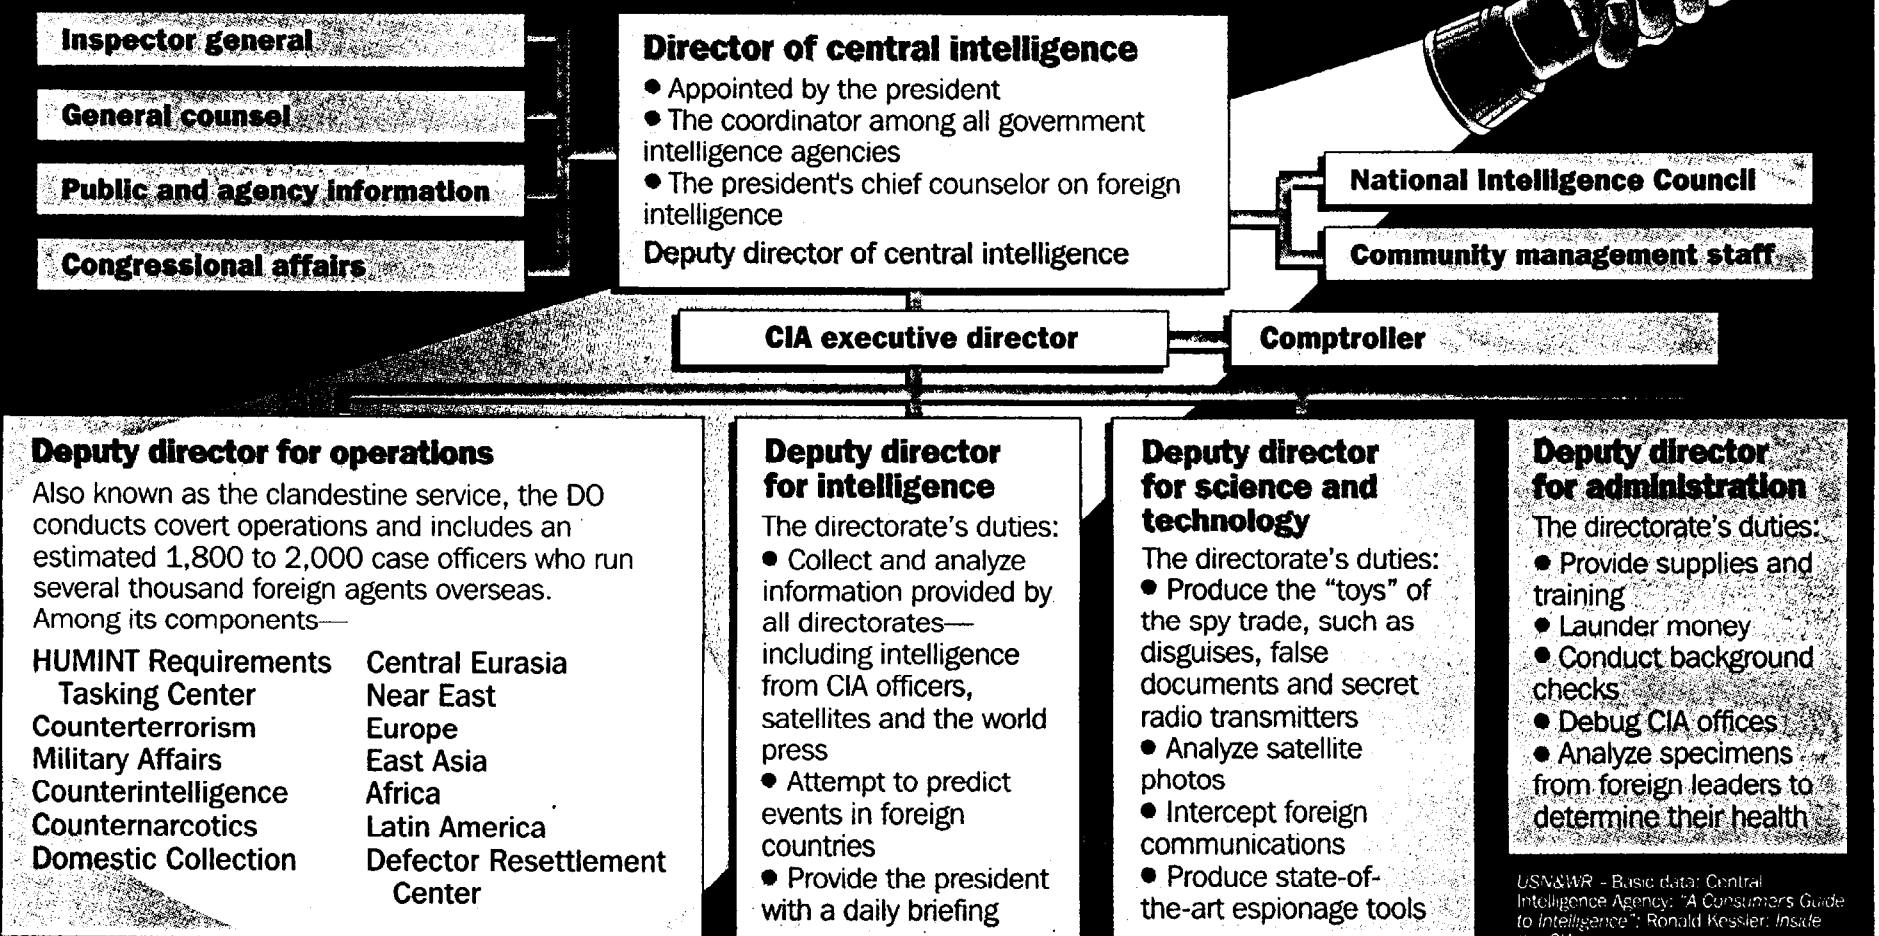 Inspector general
General counsel
Public and agency information
Congressional affairs
Director of central intelligence
● Appointed by the president
● The coordinator among all government
intelligence agencies
● The president's chief counselor on foreign
intelligence
Deputy director of central intelligence
National Intelligence Council
Community management staff
CIA executive director
Comptroller
Deputy director for operations
Also known as the clandestine service, the DO
conducts covert operations and includes an
estimated 1,800 to 2,000 case officers who run
several thousand foreign agents overseas.
Among its components—
HUMINT Requirements
Tasking Center
Counterterrorism
Military Affairs
Counterintelligence
Counternarcotics
Domestic Collection
Central Eurasia
Near East
Europe
East Asia
Africa
Latin America
Defector Resettlement
Center
Deputy director
for intelligence
The directorate's duties:
● Collect and analyze
information provided by
all directorates—
including intelligence
from CIA officers,
satellites and the world
press
● Attempt to predict
events in foreign
countries
● Provide the president
with a daily briefing
Deputy director
for science and
technology
The directorate's duties:
● Produce the “toys” of
the spy trade, such as
disguises, false
documents and secret
radio transmitters
● Analyze satellite
photos
● Intercept foreign
communications
● Produce state-of-
the-art espionage tools
Deputy director
for administration
The directorate's duties:
● Provide supplies and
training
● Launder money
● Conduct background
checks
● Debug CIA offices
● Analyze specimens
from foreign leaders to
determine their health
USN&WR – Basic data: Central
Intelligence Agency: "A Consumers Guide
to Intelligence"; Ronald Kessler: Inside